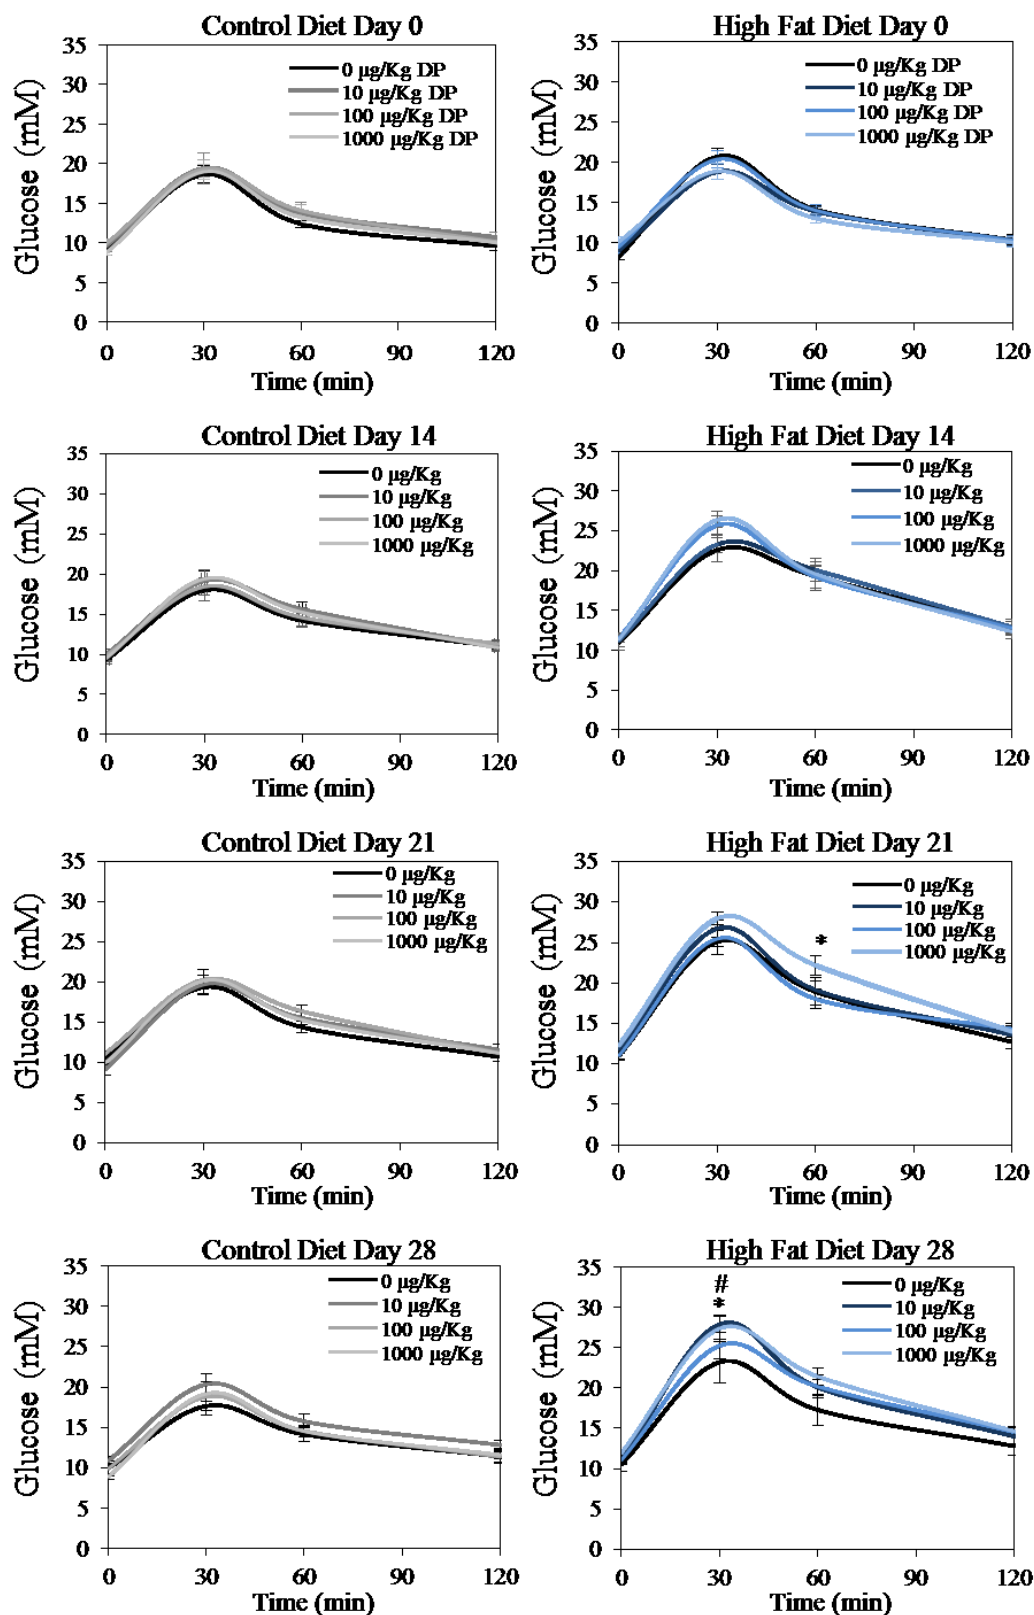 Control Diet Day 0
Glucose (mM)
35
30
25
20
15
10
5
0
0 µg/Kg DP
10 µg/Kg DP
100 µg/Kg DP
1000 µg/Kg DP
0 30 60 90 120
Time (min)
High Fat Diet Day 0
Glucose (mM)
35
30
25
20
15
10
5
0
0 µg/Kg DP
10 µg/Kg DP
100 µg/Kg DP
1000 µg/Kg DP
0 30 60 90 120
Time (min)
Control Diet Day 14
Glucose (mM)
35
30
25
20
15
10
5
0
0 µg/Kg
10 µg/Kg
100 µg/Kg
1000 µg/Kg
0 30 60 90 120
Time (min)
High Fat Diet Day 14
Glucose (mM)
35
30
25
20
15
10
5
0
0 µg/Kg
10 µg/Kg
100 µg/Kg
1000 µg/Kg
0 30 60 90 120
Time (min)
Control Diet Day 21
Glucose (mM)
35
30
25
20
15
10
5
0
0 µg/Kg
10 µg/Kg
100 µg/Kg
1000 µg/Kg
0 30 60 90 120
Time (min)
High Fat Diet Day 21
Glucose (mM)
35
30
25
20
15
10
5
0
0 µg/Kg
10 µg/Kg
100 µg/Kg
1000 µg/Kg
*
0 30 60 90 120
Time (min)
Control Diet Day 28
Glucose (mM)
35
30
25
20
15
10
5
0
0 µg/Kg
10 µg/Kg
100 µg/Kg
1000 µg/Kg
0 30 60 90 120
Time (min)
High Fat Diet Day 28
Glucose (mM)
35
30
25
20
15
10
5
0
#
*
0 µg/Kg
10 µg/Kg
100 µg/Kg
1000 µg/Kg
0 30 60 90 120
Time (min)